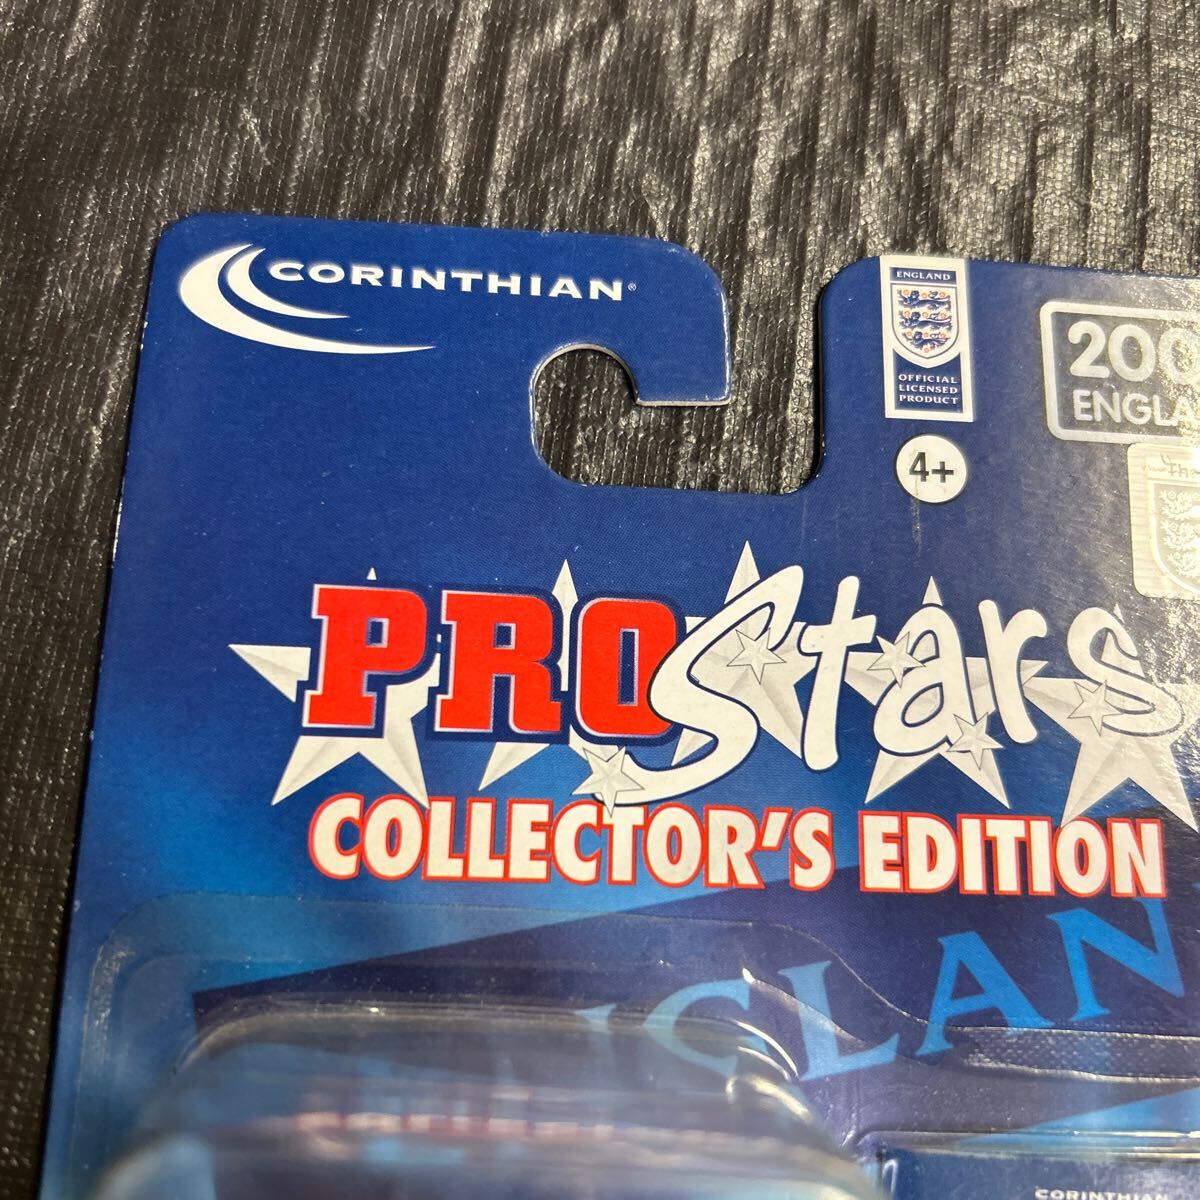 CORINTHIAN®
ENGLAND
OFFICIAL
LICENSED
PRODUCT
4+
PRO Stars
COLLECTOR'S EDITION
CORINTHIAN